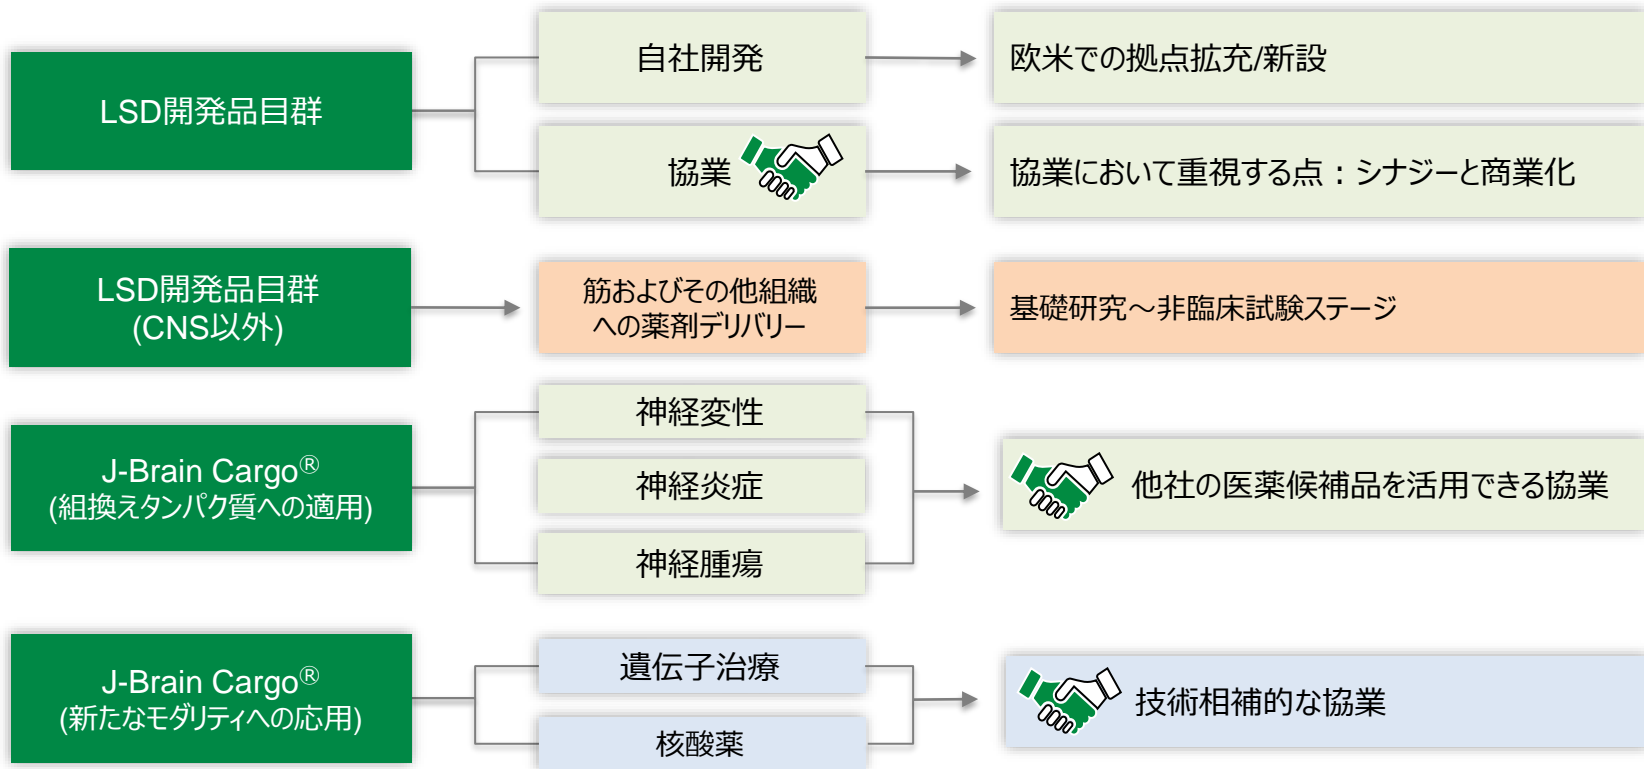 LSD開発品目群
自社開発
欧米での拠点拡充/新設
協業
協業において重視する点：シナジーと商業化
LSD開発品目群
(CNS以外)
筋およびその他組織
への薬剤デリバリー
基礎研究～非臨床試験ステージ
J-Brain Cargo®
(組換えタンパク質への適用)
神経変性
神経炎症
神経腫瘍
他社の医薬候補品を活用できる協業
J-Brain Cargo®
(新たなモダリティへの応用)
遺伝子治療
核酸薬
技術相補的な協業